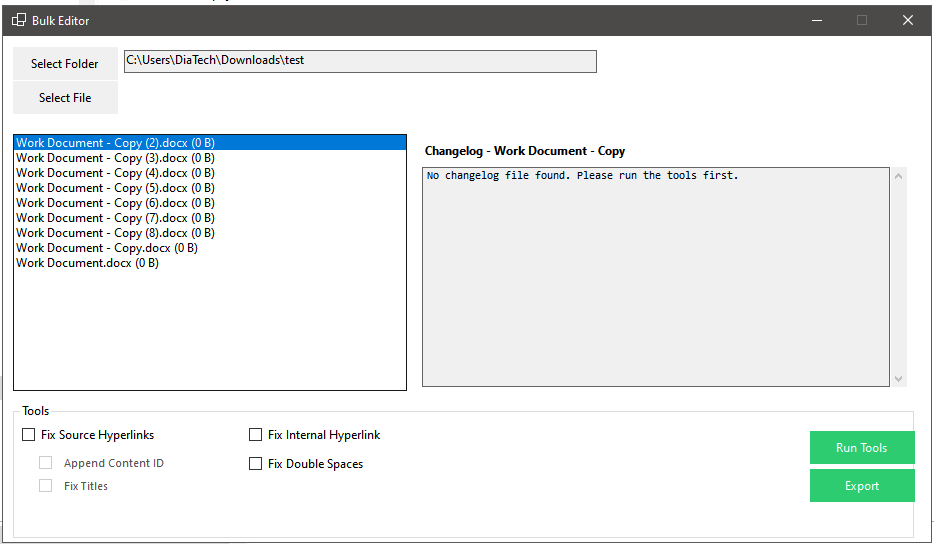 Bulk Editor
Select Folder
C:\Users\DiaTech\Downloads\test
Select File
Work Document - Copy (2).docx (0 B)
Work Document - Copy (3).docx (0 B)
Work Document - Copy (4).docx (0 B)
Work Document - Copy (5).docx (0 B)
Work Document - Copy (6).docx (0 B)
Work Document - Copy (7).docx (0 B)
Work Document - Copy (8).docx (0 B)
Work Document - Copy.docx (0 B)
Work Document.docx (0 B)
Changelog - Work Document - Copy
No changelog file found. Please run the tools first.
Tools
Fix Source Hyperlinks
Append Content ID
Fix Titles
Fix Internal Hyperlink
Fix Double Spaces
Run Tools
Export